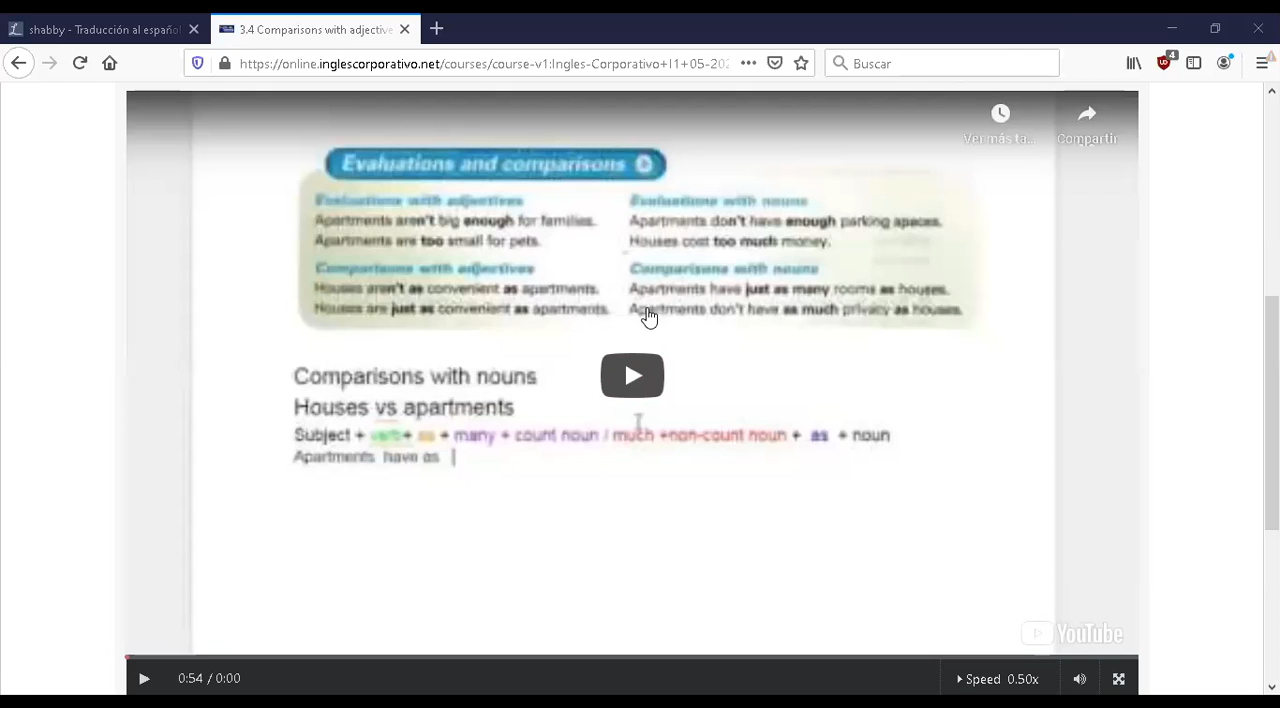 shabby - Traducción al español
3.4 Comparisons with adjective
https://online.inglescorporativo.net/courses/course-v1:Ingles-Corporativo+I1+05-202
Buscar
4
Ver más ta...
Compartir
Evaluations and comparisons
Evaluations with adjectives
Apartments aren't big enough for families.
Apartments are too small for pets.
Evaluations with nouns
Apartments don't have enough parking spaces.
Houses cost too much money.
Comparisons with adjectives
Houses aren't as convenient as apartments.
Houses are just as convenient as apartments.
Comparisons with nouns
Apartments have just as many rooms as houses.
Apartments don't have as much privacy as houses.
Comparisons with nouns
Houses vs apartments
Subject + verb+ as + many + count noun / much +non-count noun + as + noun
Apartments have as
YouTube
0:54 / 0:00
Speed 0.50x